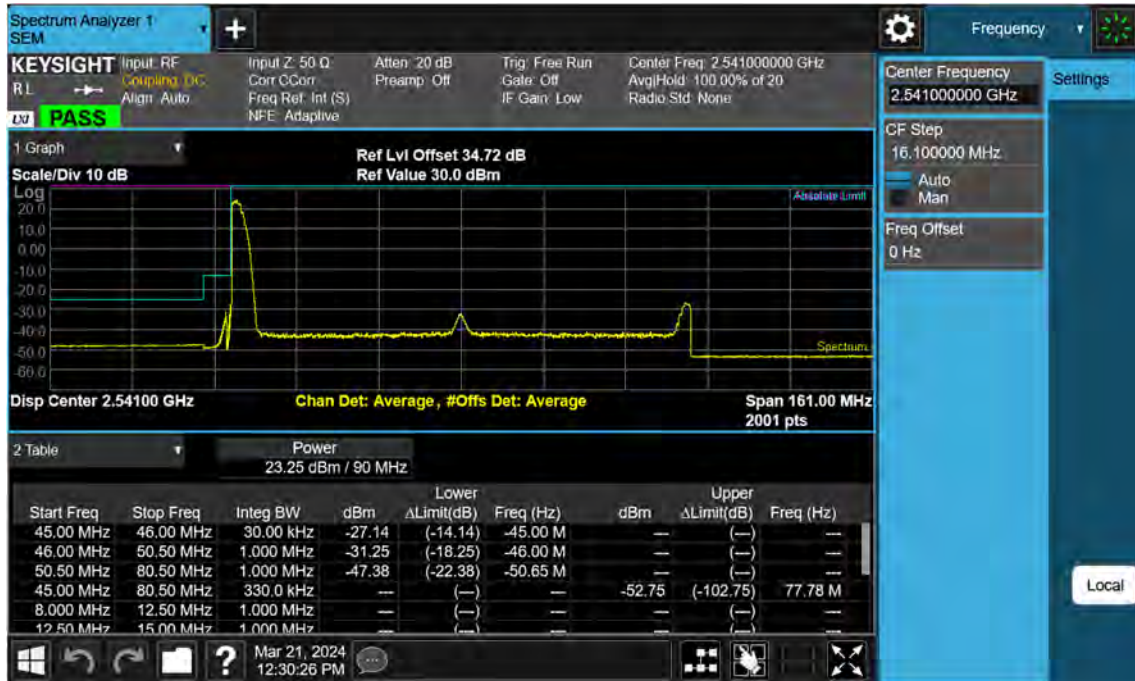 Spectrum Analyzer 1
SEM
+
Frequency
KEYSIGHT
R L
LXI PASS
Input: RF
Coupling: DC
Align: Auto
Input Z: 50 Ω
Corr CCorr
Freq Ref: Int (S)
NFE: Adaptive
Atten: 20 dB
Preamp: Off
Trig: Free Run
Gate: Off
IF Gain: Low
Center Freq: 2.541000000 GHz
Avg|Hold: 100.00% of 20
Radio Std: None
Center Frequency
2.541000000 GHz
Settings
CF Step
16.100000 MHz
Auto
Man
Freq Offset
0 Hz
Local
1 Graph
Scale/Div 10 dB
Ref Lvl Offset 34.72 dB
Ref Value 30.0 dBm
Log
Absolute Limit
20.0
10.0
0.00
-10.0
-20.0
-30.0
-40.0
-50.0
-60.0
Spectrum
Disp Center 2.54100 GHz
Chan Det: Average, #Offs Det: Average
Span 161.00 MHz
2001 pts
2 Table
Power
23.25 dBm / 90 MHz
Lower Upper
Start Freq Stop Freq Integ BW dBm ΔLimit(dB) Freq (Hz) dBm ΔLimit(dB) Freq (Hz)
45.00 MHz 46.00 MHz 30.00 kHz -27.14 (-14.14) -45.00 M --- (---) ---
46.00 MHz 50.50 MHz 1.000 MHz -31.25 (-18.25) -46.00 M --- (---) ---
50.50 MHz 80.50 MHz 1.000 MHz -47.38 (-22.38) -50.65 M --- (---) ---
45.00 MHz 80.50 MHz 330.0 kHz --- (---) --- -52.75 (-102.75) 77.78 M
8.000 MHz 12.50 MHz 1.000 MHz --- (---) --- --- (---) ---
12.50 MHz 15.00 MHz 1.000 MHz --- (---) --- --- (---) ---
?
Mar 21, 2024
12:30:26 PM